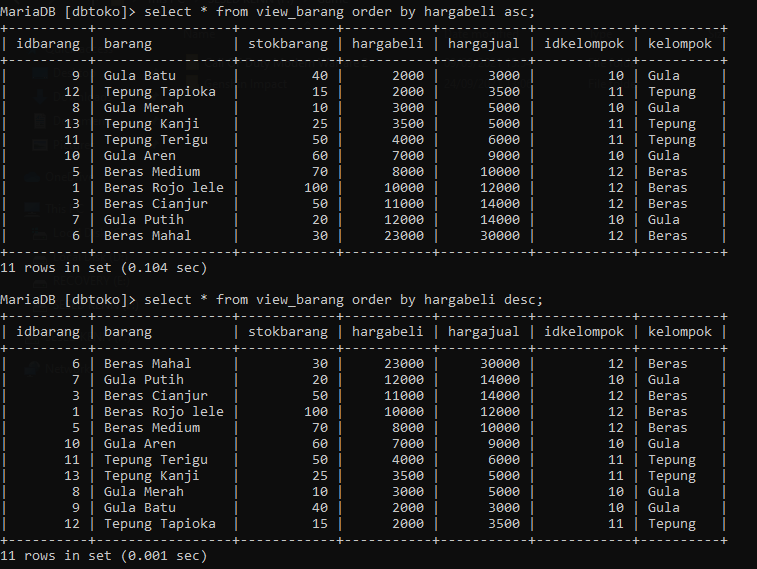 MariaDB [dbtoko]> select * from view_barang order by hargabeli asc;
+----------+-----------------+------------+-----------+-----------+------------+----------+
| idbarang | barang          | stokbarang | hargabeli | hargajual | idkelompok | kelompok |
+----------+-----------------+------------+-----------+-----------+------------+----------+
|        9 | Gula Batu       |         40 |      2000 |      3000 |         10 | Gula     |
|       12 | Tepung Tapioka  |         15 |      2000 |      3500 |         11 | Tepung   |
|        8 | Gula Merah      |         10 |      3000 |      5000 |         10 | Gula     |
|       13 | Tepung Kanji    |         25 |      3500 |      5000 |         11 | Tepung   |
|       11 | Tepung Terigu   |         50 |      4000 |      6000 |         11 | Tepung   |
|       10 | Gula Aren       |         60 |      7000 |      9000 |         10 | Gula     |
|        5 | Beras Medium    |         70 |      8000 |     10000 |         12 | Beras    |
|        1 | Beras Rojo lele |        100 |     10000 |     12000 |         12 | Beras    |
|        3 | Beras Cianjur   |         50 |     11000 |     14000 |         12 | Beras    |
|        7 | Gula Putih      |         20 |     12000 |     14000 |         10 | Gula     |
|        6 | Beras Mahal     |         30 |     23000 |     30000 |         12 | Beras    |
+----------+-----------------+------------+-----------+-----------+------------+----------+
11 rows in set (0.104 sec)
MariaDB [dbtoko]> select * from view_barang order by hargabeli desc;
+----------+-----------------+------------+-----------+-----------+------------+----------+
| idbarang | barang          | stokbarang | hargabeli | hargajual | idkelompok | kelompok |
+----------+-----------------+------------+-----------+-----------+------------+----------+
|        6 | Beras Mahal     |         30 |     23000 |     30000 |         12 | Beras    |
|        7 | Gula Putih      |         20 |     12000 |     14000 |         10 | Gula     |
|        3 | Beras Cianjur   |         50 |     11000 |     14000 |         12 | Beras    |
|        1 | Beras Rojo lele |        100 |     10000 |     12000 |         12 | Beras    |
|        5 | Beras Medium    |         70 |      8000 |     10000 |         12 | Beras    |
|       10 | Gula Aren       |         60 |      7000 |      9000 |         10 | Gula     |
|       11 | Tepung Terigu   |         50 |      4000 |      6000 |         11 | Tepung   |
|       13 | Tepung Kanji    |         25 |      3500 |      5000 |         11 | Tepung   |
|        8 | Gula Merah      |         10 |      3000 |      5000 |         10 | Gula     |
|        9 | Gula Batu       |         40 |      2000 |      3000 |         10 | Gula     |
|       12 | Tepung Tapioka  |         15 |      2000 |      3500 |         11 | Tepung   |
+----------+-----------------+------------+-----------+-----------+------------+----------+
11 rows in set (0.001 sec)